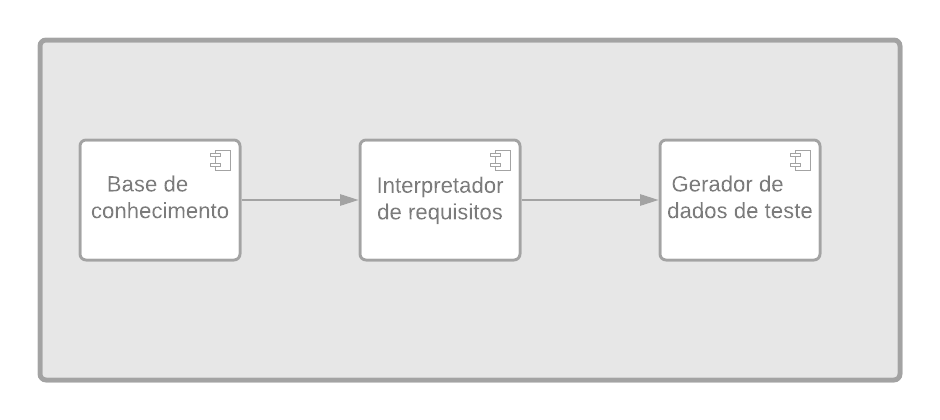 Base de
conhecimento
Interpretador
de requisitos
Gerador de
dados de teste